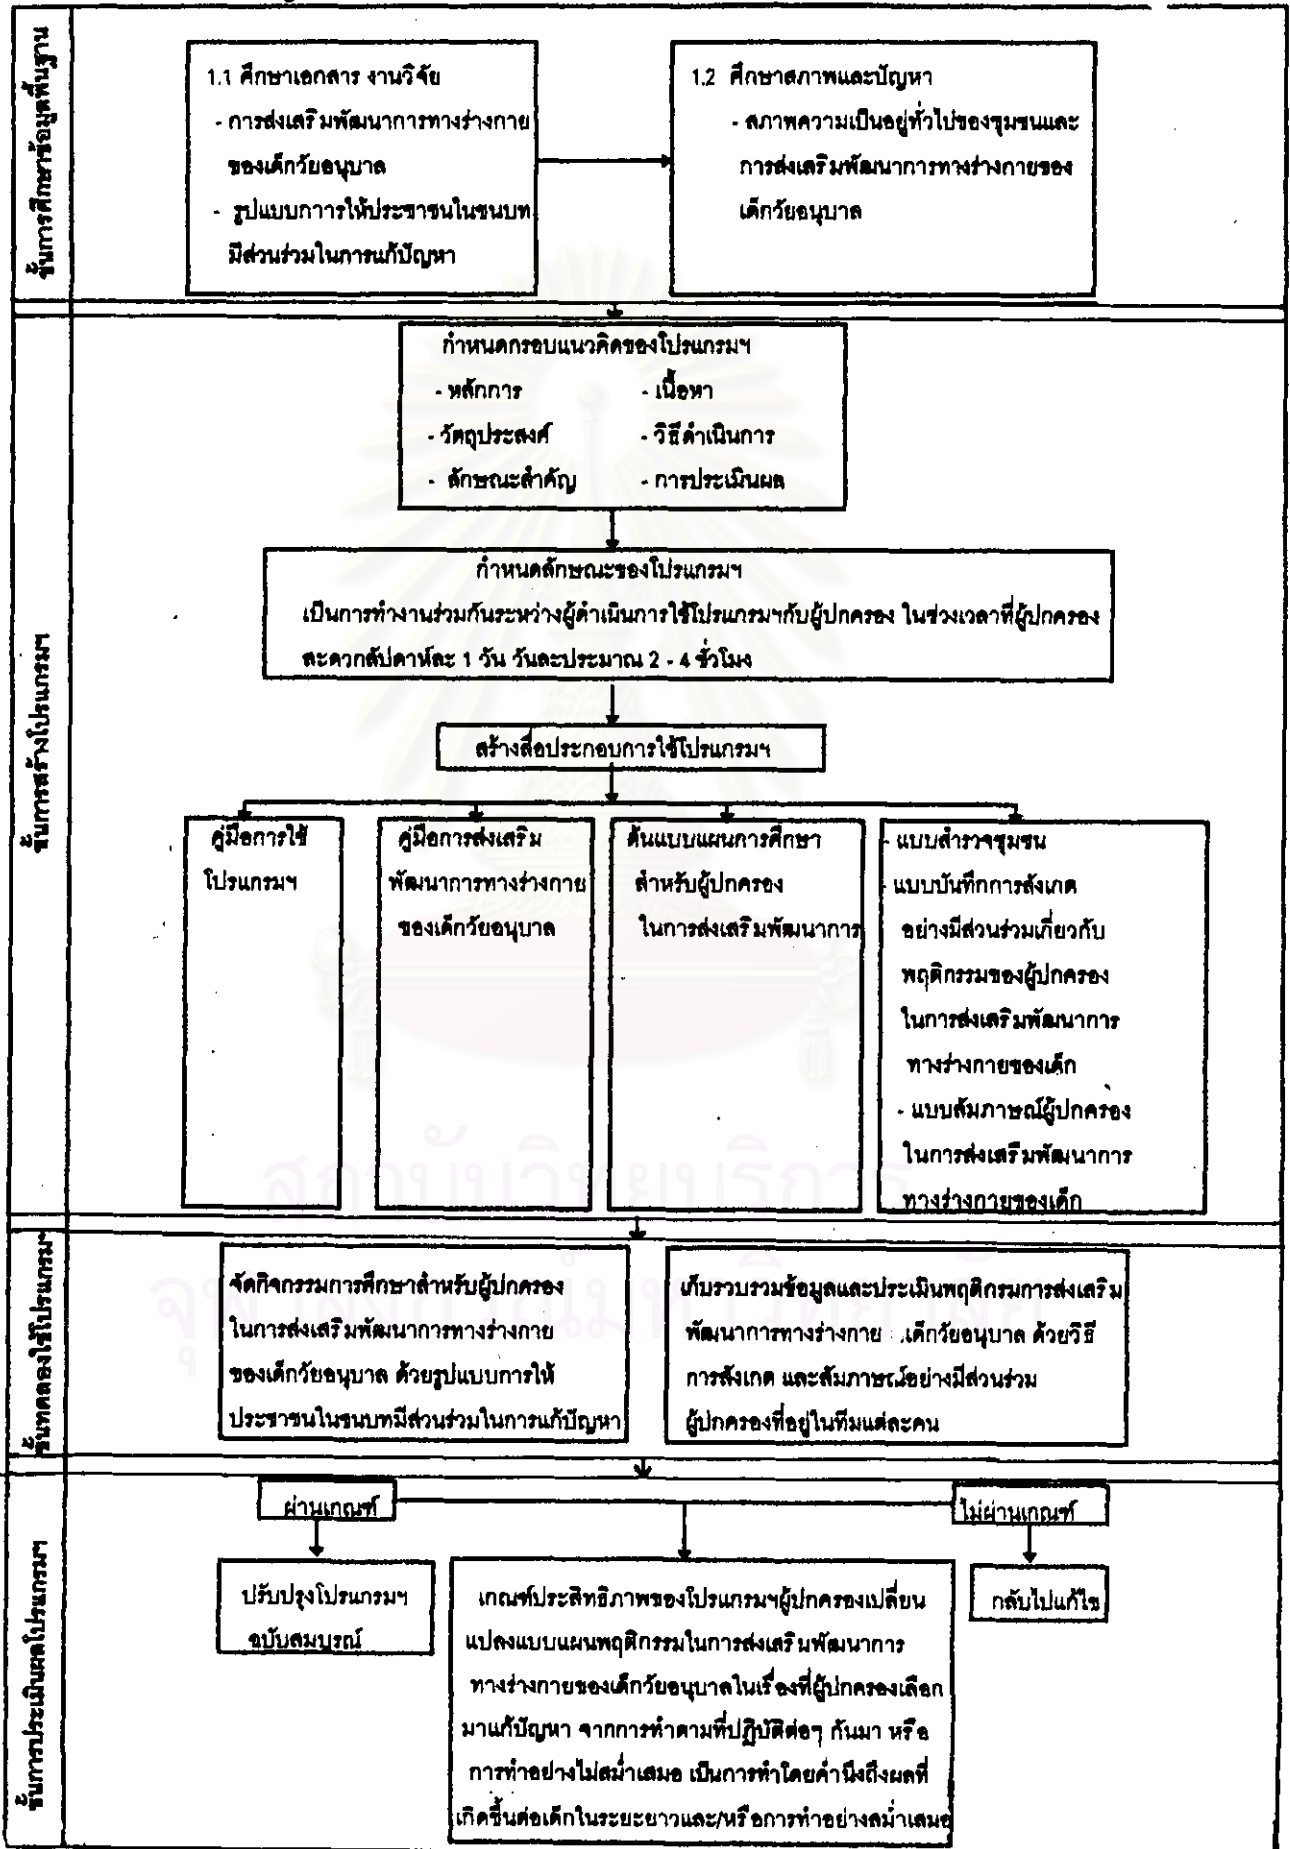 ขั้นการศึกษาข้อมูลพื้นฐาน
1.1 ศึกษาเอกสาร งานวิจัย
- การส่งเสริมพัฒนาการทางร่างกาย
ของเด็กวัยอนุบาล
- รูปแบบกาารให้ประชาชนในชนบท
มีส่วนร่วมในการแก้ปัญหา
1.2 ศึกษาสภาพและปัญหา
- สภาพความเป็นอยู่ทั่วไปของชุมชนและ
การส่งเสริมพัฒนาการทางร่างกายของ
เด็กวัยอนุบาล
ขั้นการสร้างโปรแกรมฯ
กำหนดกรอบแนวคิดของโปรแกรมฯ
- หลักการ - เนื้อหา
- วัตถุประสงค์ - วิธีดำเนินการ
- ลักษณะสำคัญ - การประเมินผล
กำหนดลักษณะของโปรแกรมฯ
เป็นการทำงานร่วมกันระหว่างผู้ดำเนินการใช้โปรแกรมฯกับผู้ปกครอง ในช่วงเวลาที่ผู้ปกครอง
สะดวกสัปดาห์ละ 1 วัน วันละประมาณ 2 - 4 ชั่วโมง
สร้างสื่อประกอบการใช้โปรแกรมฯ
คู่มือการใช้
โปรแกรมฯ
คู่มือการส่งเสริม
พัฒนาการทางร่างกาย
ของเด็กวัยอนุบาล
ต้นแบบแผนการศึกษา
สำหรับผู้ปกครอง
ในการส่งเสริมพัฒนาการ
- แบบสำรวจชุมชน
- แบบบันทึกการสังเกต
อย่างมีส่วนร่วมเกี่ยวกับ
พฤติกรรมของผู้ปกครอง
ในการส่งเสริมพัฒนาการ
ทางร่างกายของเด็ก
- แบบสัมภาษณ์ผู้ปกครอง
ในการส่งเสริมพัฒนาการ
ทางร่างกายของเด็ก
ขั้นทดลองใช้โปรแกรมฯ
จัดกิจกรรมการศึกษาสำหรับผู้ปกครอง
ในการส่งเสริมพัฒนาการทางร่างกาย
ของเด็กวัยอนุบาล ด้วยรูปแบบการให้
ประชาชนในชนบทมีส่วนร่วมในการแก้ปัญหา
เก็บรวบรวมข้อมูลและประเมินพฤติกรมการส่งเสริม
พัฒนาการทางร่างกาย เด็กวัยอนุบาล ด้วยวิธี
การสังเกต และสัมภาษณ์อย่างมีส่วนร่วม
ผู้ปกครองที่อยู่ในทีมแต่ละคน
ขั้นการประเมินผลโปรแกรมฯ
ผ่านเกณฑ์
ไม่ผ่านเกณฑ์
ปรับปรุงโปรแกรมฯ
ฉบับสมบูรณ์
เกณฑ์ประสิทธิภาพของโปรแกรมฯผู้ปกครองเปลี่ยน
แปลงแบบแผนพฤติกรรมในการส่งเสริมพัฒนาการ
ทางร่างกายของเด็กวัยอนุบาลในเรื่องที่ผู้ปกครองเลือก
มาแก้ปัญหา จากการทำตามที่ปฏิบัติต่อๆ กันมา หรือ
การทำอย่างไม่สม่ำเสมอ เป็นการทำโดยคำนึงถึงผลที่
เกิดขึ้นต่อเด็กในระยะยาวและ/หรือการทำอย่างสม่ำเสมอ
กลับไปแก้ไข
สถาบันวิทยบริการ
จุฬาลงกรณ์มหาวิทยาลัย